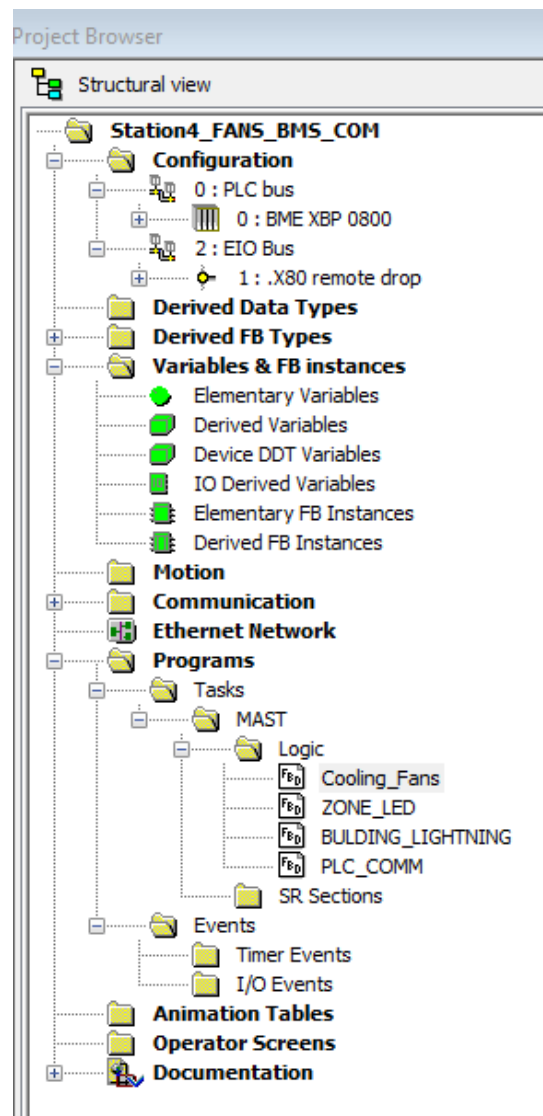 Project Browser
Structural view
Station4_FANS_BMS_COM
Configuration
0 : PLC bus
0 : BME XBP 0800
2 : EIO Bus
1 : .X80 remote drop
Derived Data Types
Derived FB Types
Variables & FB instances
Elementary Variables
Derived Variables
Device DDT Variables
IO Derived Variables
Elementary FB Instances
Derived FB Instances
Motion
Communication
Ethernet Network
Programs
Tasks
MAST
Logic
Cooling_Fans
ZONE_LED
BULDING_LIGHTNING
PLC_COMM
SR Sections
Events
Timer Events
I/O Events
Animation Tables
Operator Screens
Documentation